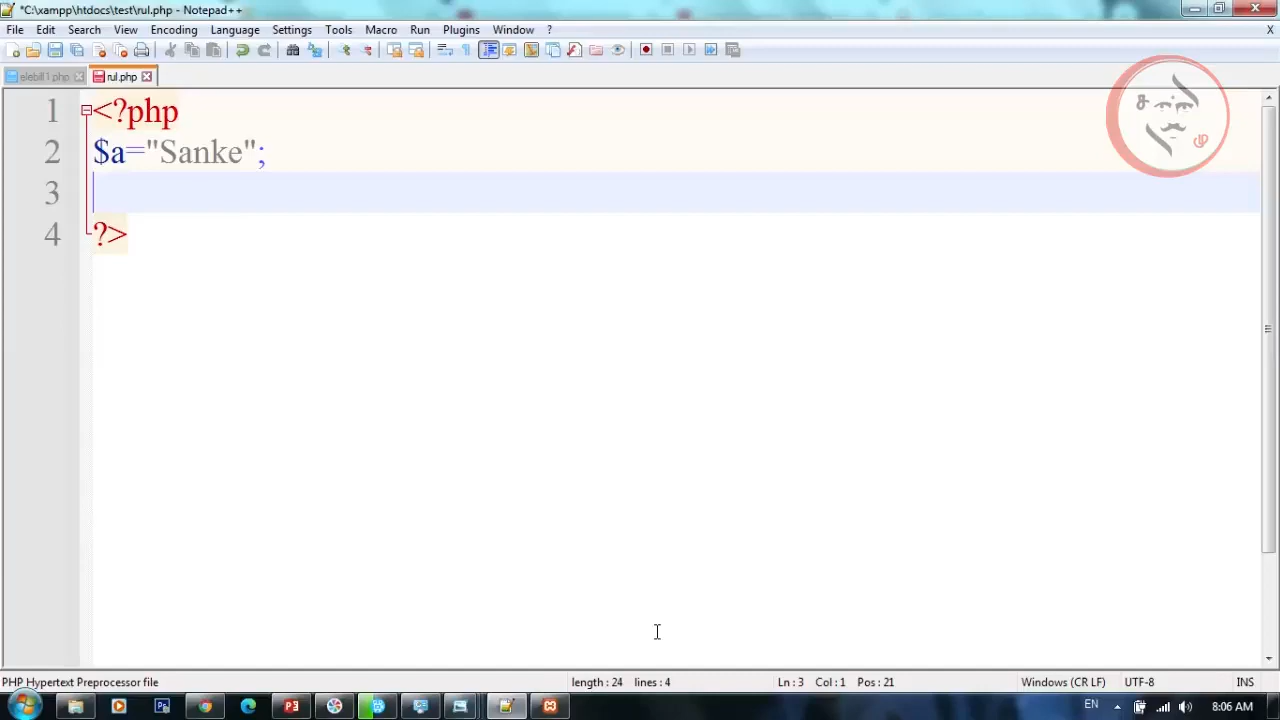 *C:\xampp\htdocs\test\rul.php - Notepad++
File Edit Search View Encoding Language Settings Tools Macro Run Plugins Window ? X
elebill1.php rul.php
1 <?php
2 $a="Sanke";
3
4 ?>
PHP Hypertext Preprocessor file length : 24 lines : 4 Ln : 3 Col : 1 Pos : 21 Windows (CR LF) UTF-8 INS
EN 8:06 AM